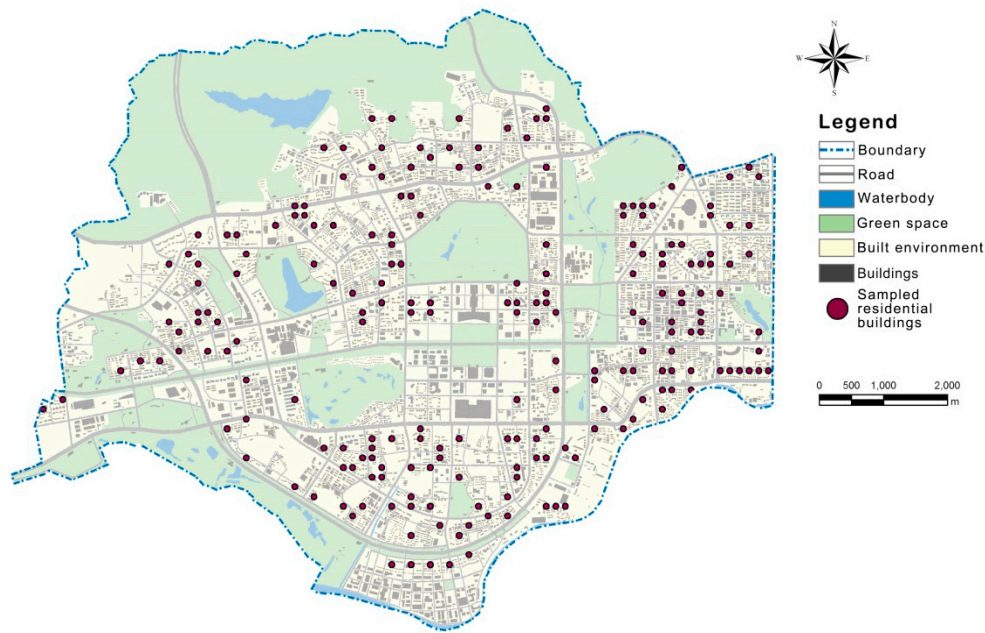 N
W E
S
Legend
Boundary
Road
Waterbody
Green space
Built environment
Buildings
Sampled
residential
buildings
0 500 1,000 2,000
m